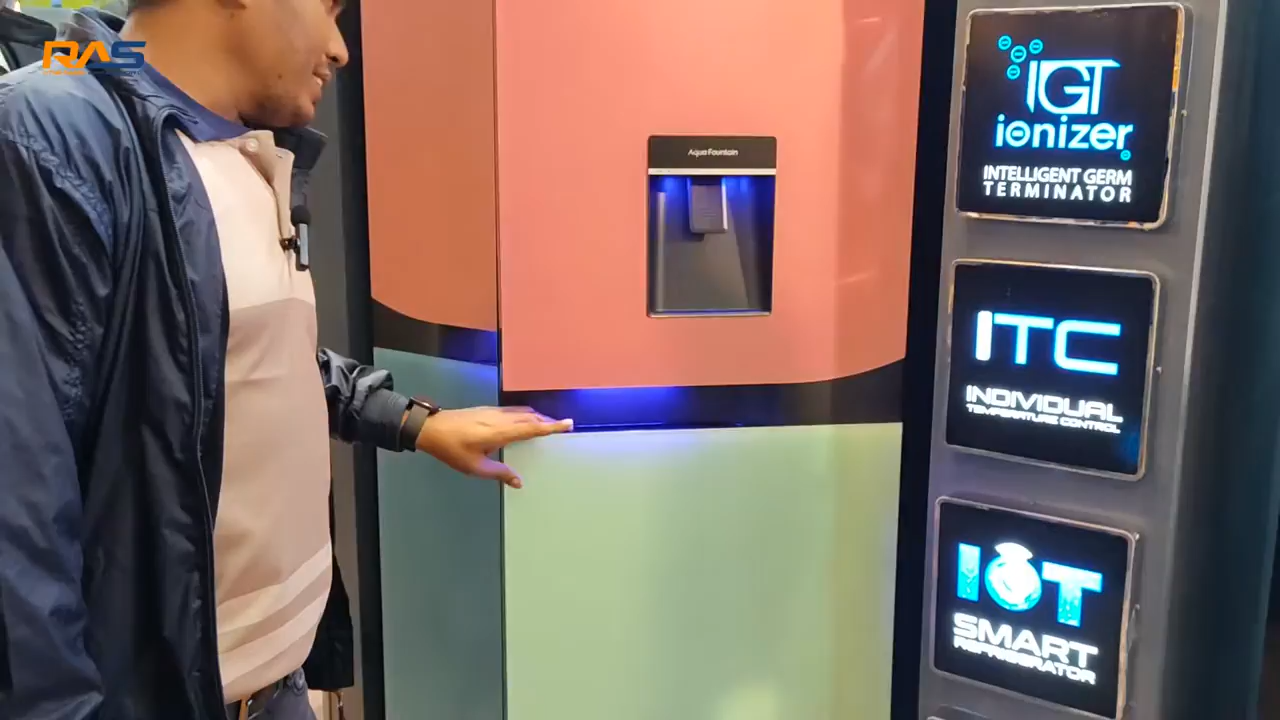 RAS
Aqua Fountain
IGT
ionizer
INTELLIGENT GERM
TERMINATOR
ITC
INDIVIDUAL
TEMPERATURE CONTROL
IOT
SMART
REFRIGERATOR